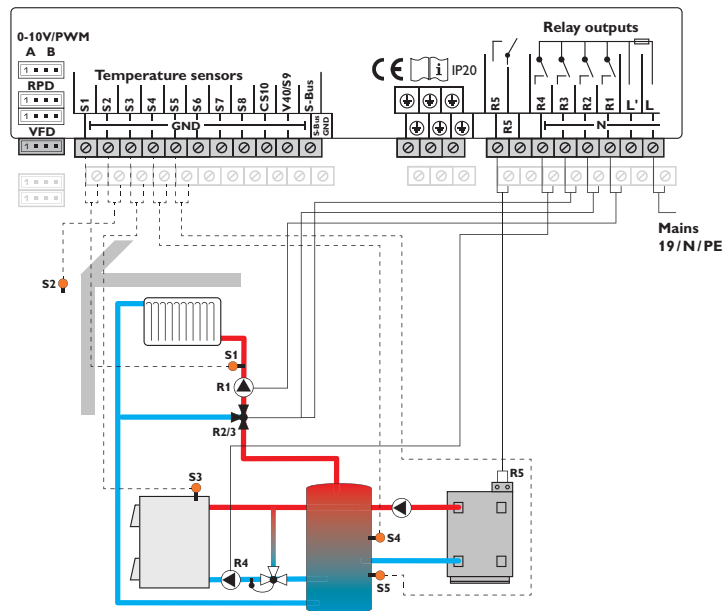 0-10V/PWM
A B
RPD
VFD
Temperature sensors
S1
S2
S3
S4
S5
S6
S7
S8
CS10
V40/S9
S-Bus
GND
S-Bus
GND
CE i IP20
Relay outputs
R5
R4
R3
R2
R1
L'
L
R5
N
Mains
19/N/PE
S2
S1
R1
R2/3
S3
R5
S4
R4
S5